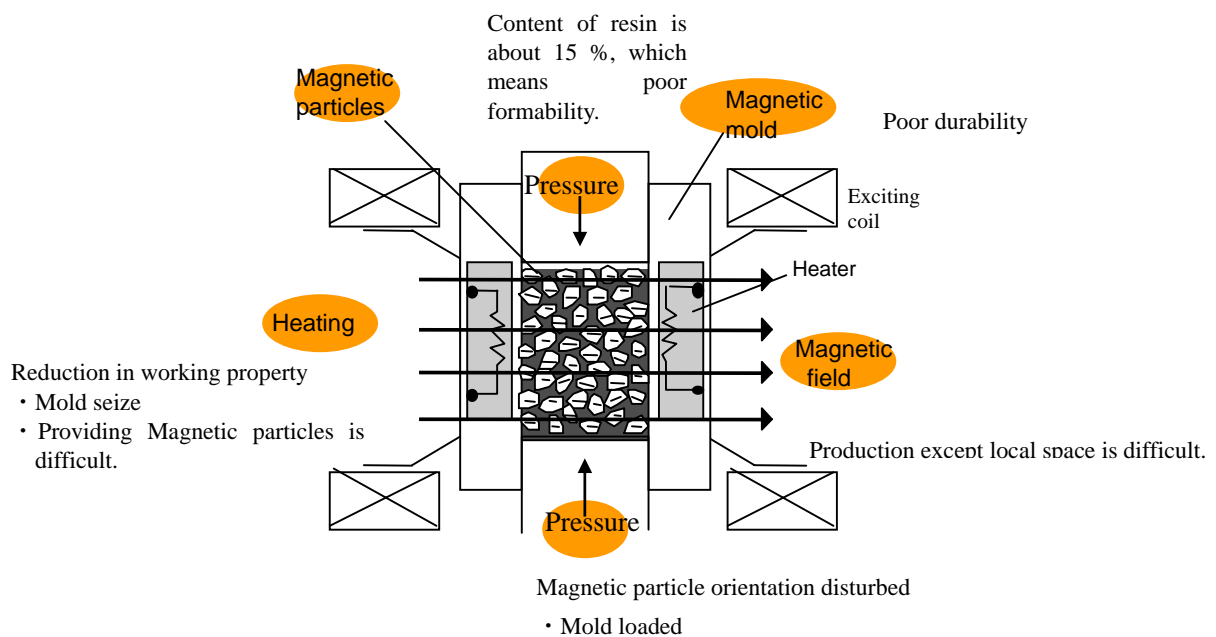 Content of resin is
about 15 %, which
means poor
formability.
Magnetic
particles
Magnetic
mold
Poor durability
Pressure
Exciting
coil
Heater
Heating
Magnetic
field
Reduction in working property
・Mold seize
・Providing Magnetic particles is
difficult.
Production except local space is difficult.
Pressure
Magnetic particle orientation disturbed
・Mold loaded